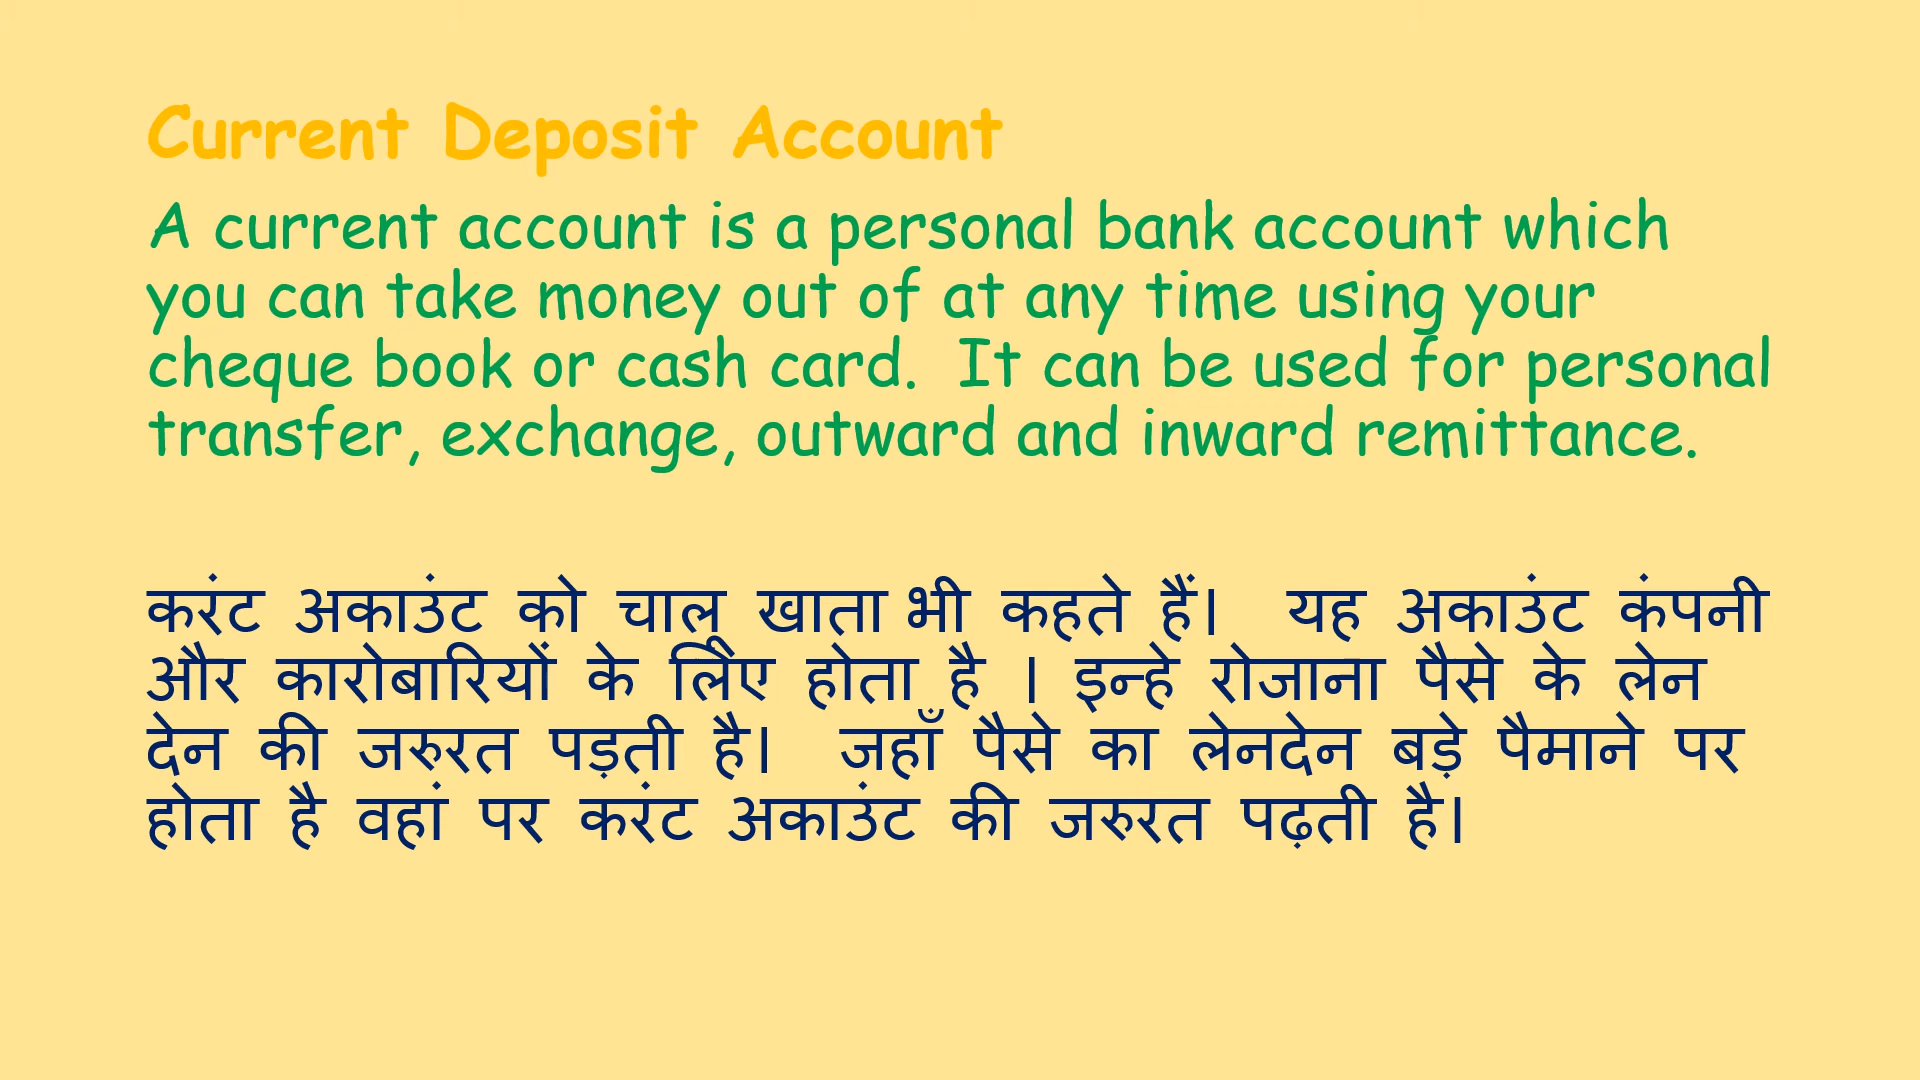 Current Deposit Account
A current account is a personal bank account which
you can take money out of at any time using your
cheque book or cash card. It can be used for personal
transfer, exchange, outward and inward remittance.
करंट अकाउंट को चालू खाता भी कहते हैं। यह अकाउंट कंपनी
और कारोबारियों के लिए होता है । इन्हे रोजाना पैसे के लेन
देन की जरुरत पड़ती है। जहाँ पैसे का लेनदेन बड़े पैमाने पर
होता है वहां पर करंट अकाउंट की जरुरत पढ़ती है।